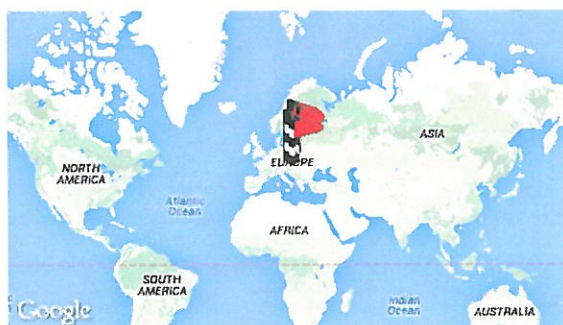 NORTH
AMERICA
Atlantic
Ocean
EUROPE
ASIA
AFRICA
SOUTH
AMERICA
Indian
Ocean
AUSTRALIA
Google